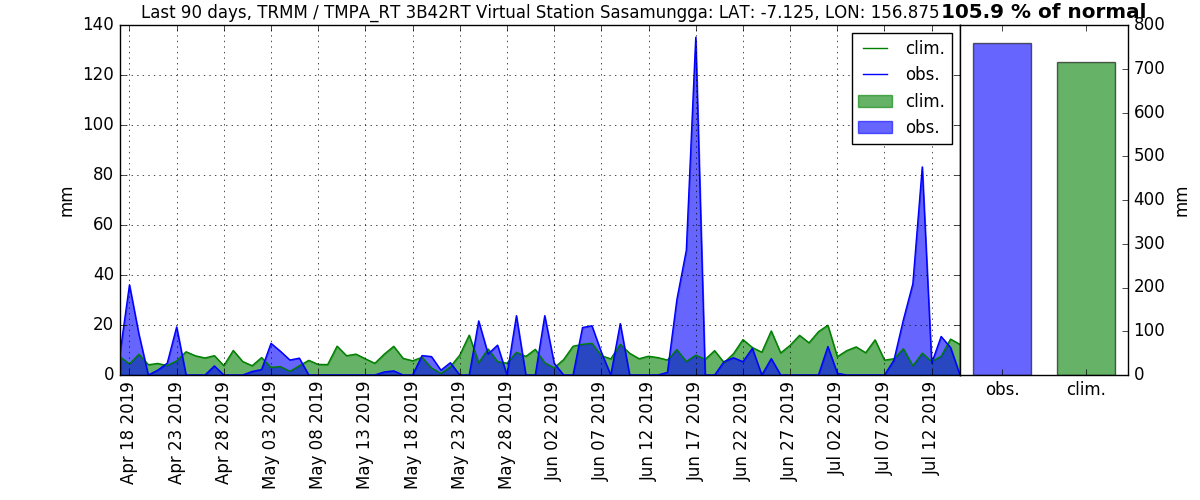 Last 90 days, TRMM / TMPA_RT 3B42RT Virtual Station Sasamungga: LAT: -7.125, LON: 156.875
105.9 % of normal
140
120
100
80
60
40
20
0
mm
clim.
obs.
clim.
obs.
800
700
600
500
400
300
200
100
0
mm
Apr 18 2019
Apr 23 2019
Apr 28 2019
May 03 2019
May 08 2019
May 13 2019
May 18 2019
May 23 2019
May 28 2019
Jun 02 2019
Jun 07 2019
Jun 12 2019
Jun 17 2019
Jun 22 2019
Jun 27 2019
Jul 02 2019
Jul 07 2019
Jul 12 2019
obs.
clim.